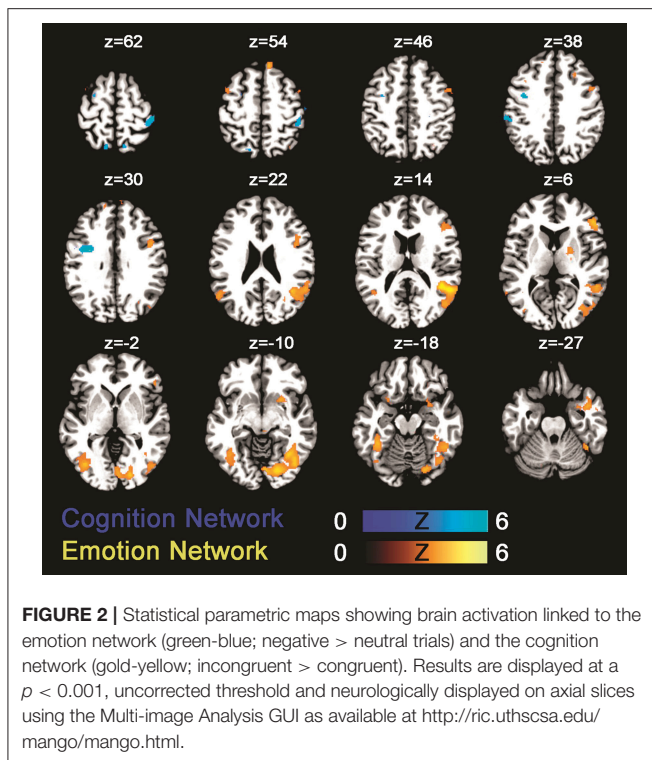 z=62 z=54 z=46 z=38
z=30 z=22 z=14 z=6
z=-2 z=-10 z=-18 z=-27
Cognition Network 0 Z 6
Emotion Network 0 Z 6
FIGURE 2 | Statistical parametric maps showing brain activation linked to the
emotion network (green-blue; negative > neutral trials) and the cognition
network (gold-yellow; incongruent > congruent). Results are displayed at a
p < 0.001, uncorrected threshold and neurologically displayed on axial slices
using the Multi-image Analysis GUI as available at http://ric.uthscsa.edu/
mango/mango.html.